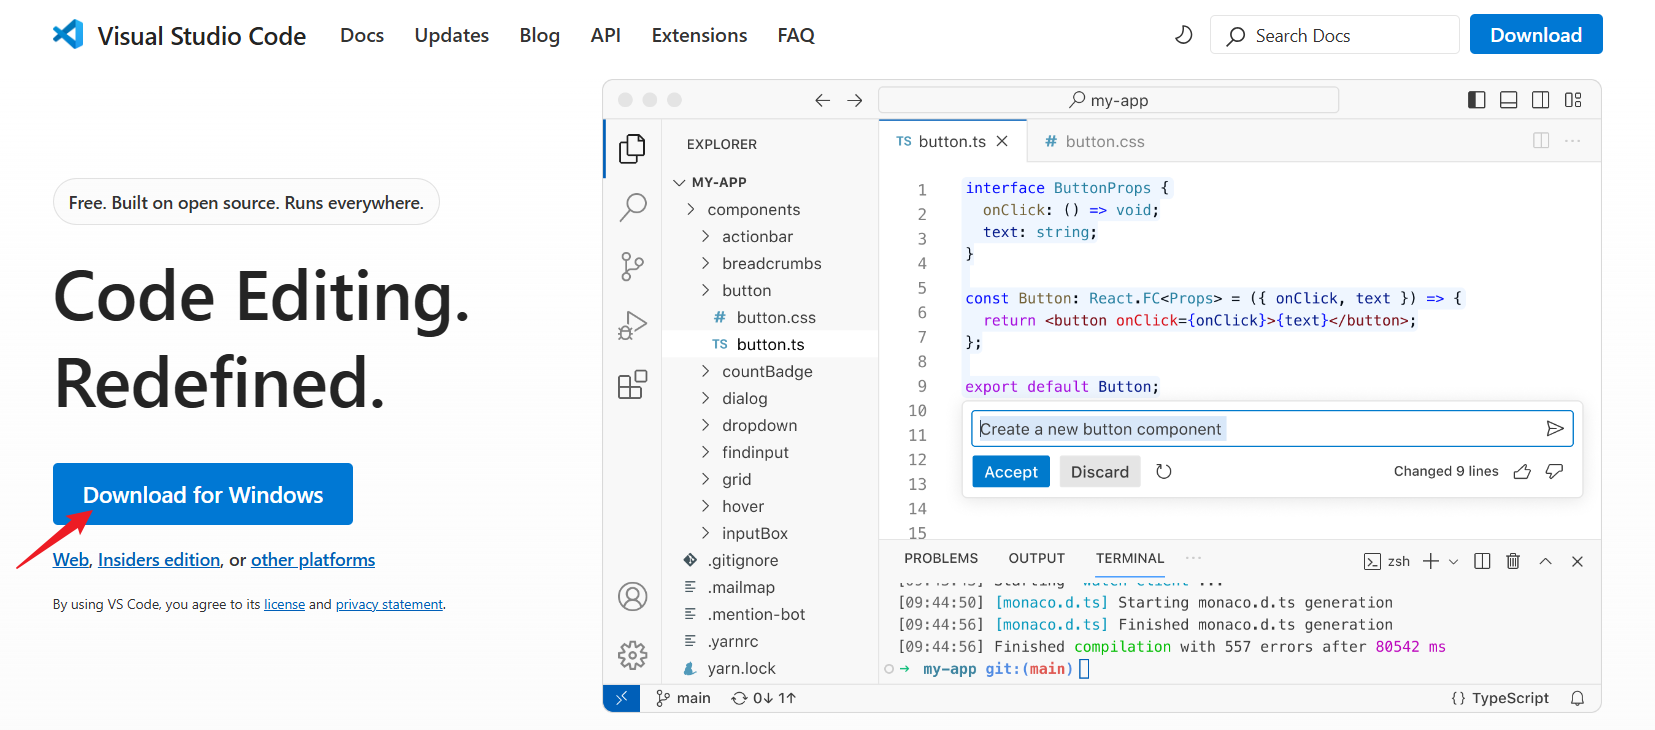 Visual Studio Code Docs Updates Blog API Extensions FAQ Search Docs Download
Free. Built on open source. Runs everywhere.
Code Editing.
Redefined.
Download for Windows
Web, Insiders edition, or other platforms
By using VS Code, you agree to its license and privacy statement.
my-app
EXPLORER
MY-APP
components
actionbar
breadcrumbs
button
# button.css
TS button.ts
countBadge
dialog
dropdown
findinput
grid
hover
inputBox
.gitignore
.mailmap
.mention-bot
.yarnrc
yarn.lock
TS button.ts # button.css
1 interface ButtonProps {
2 onClick: () => void;
3 text: string;
4 }
5
6 const Button: React.FC<Props> = ({ onClick, text }) => {
7 return <button onClick={onClick}>{text}</button>;
8 };
9 export default Button;
10
11
12
13
14
15
Create a new button component
Accept Discard Changed 9 lines
PROBLEMS OUTPUT TERMINAL ··· zsh
[09:44:50] [monaco.d.ts] Starting monaco.d.ts generation
[09:44:56] [monaco.d.ts] Finished monaco.d.ts generation
[09:44:56] Finished compilation with 557 errors after 80542 ms
my-app git:(main)
main 0↓ 1↑ {} TypeScript